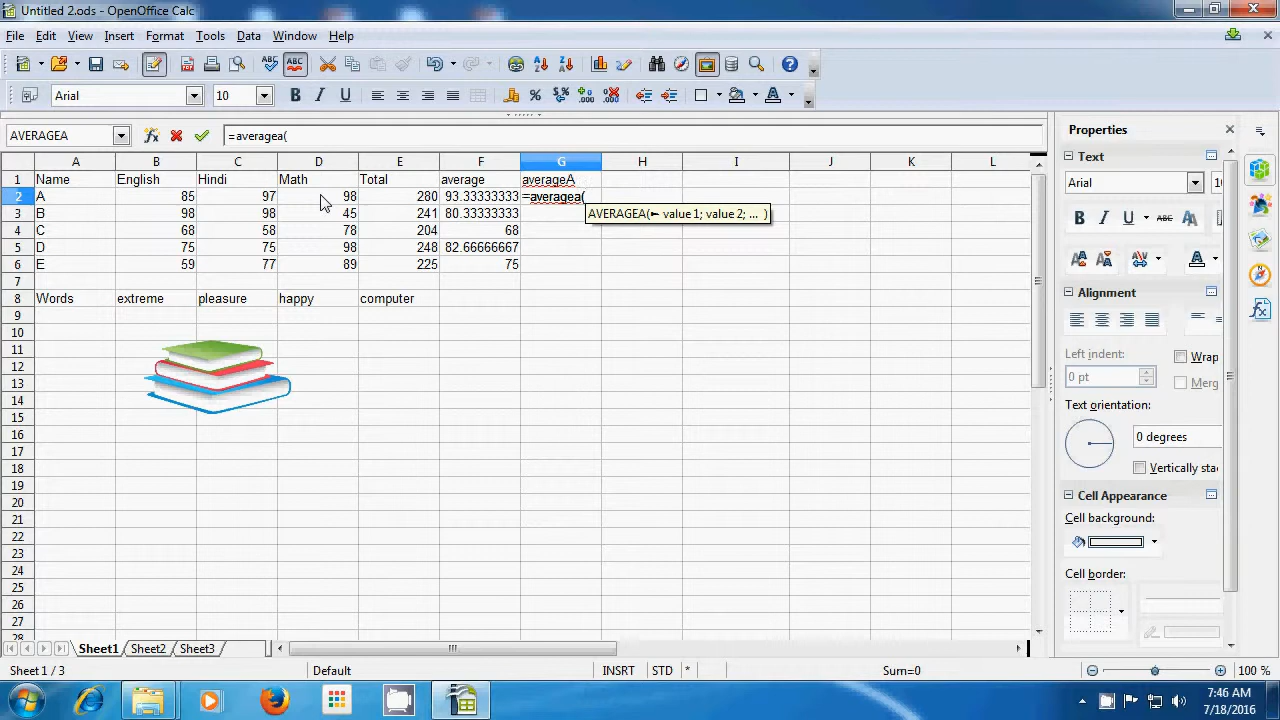 Untitled 2.ods - OpenOffice Calc
File Edit View Insert Format Tools Data Window Help
Arial 10
AVERAGEA =averagea(
A B C D E F G H I J K L
1 Name English Hindi Math Total average averageA
2 A 85 97 98 280 93.33333333 =averagea(
AVERAGEA( value 1; value 2; ... )
3 B 98 98 45 241 80.33333333
4 C 68 58 78 204 68
5 D 75 75 98 248 82.66666667
6 E 59 77 89 225 75
7
8 Words extreme pleasure happy computer
9
10
11
12
13
14
15
16
17
18
19
20
21
22
23
24
25
26
27
28
Sheet1 Sheet2 Sheet3
Sheet 1 / 3 Default INSRT STD * Sum=0 100 %
Properties
Text
Arial
B I U ABC
A
Alignment
Left indent: Wrap
0 pt Merg
Text orientation:
0 degrees
Vertically stac
Cell Appearance
Cell background:
Cell border:
7:46 AM
7/18/2016